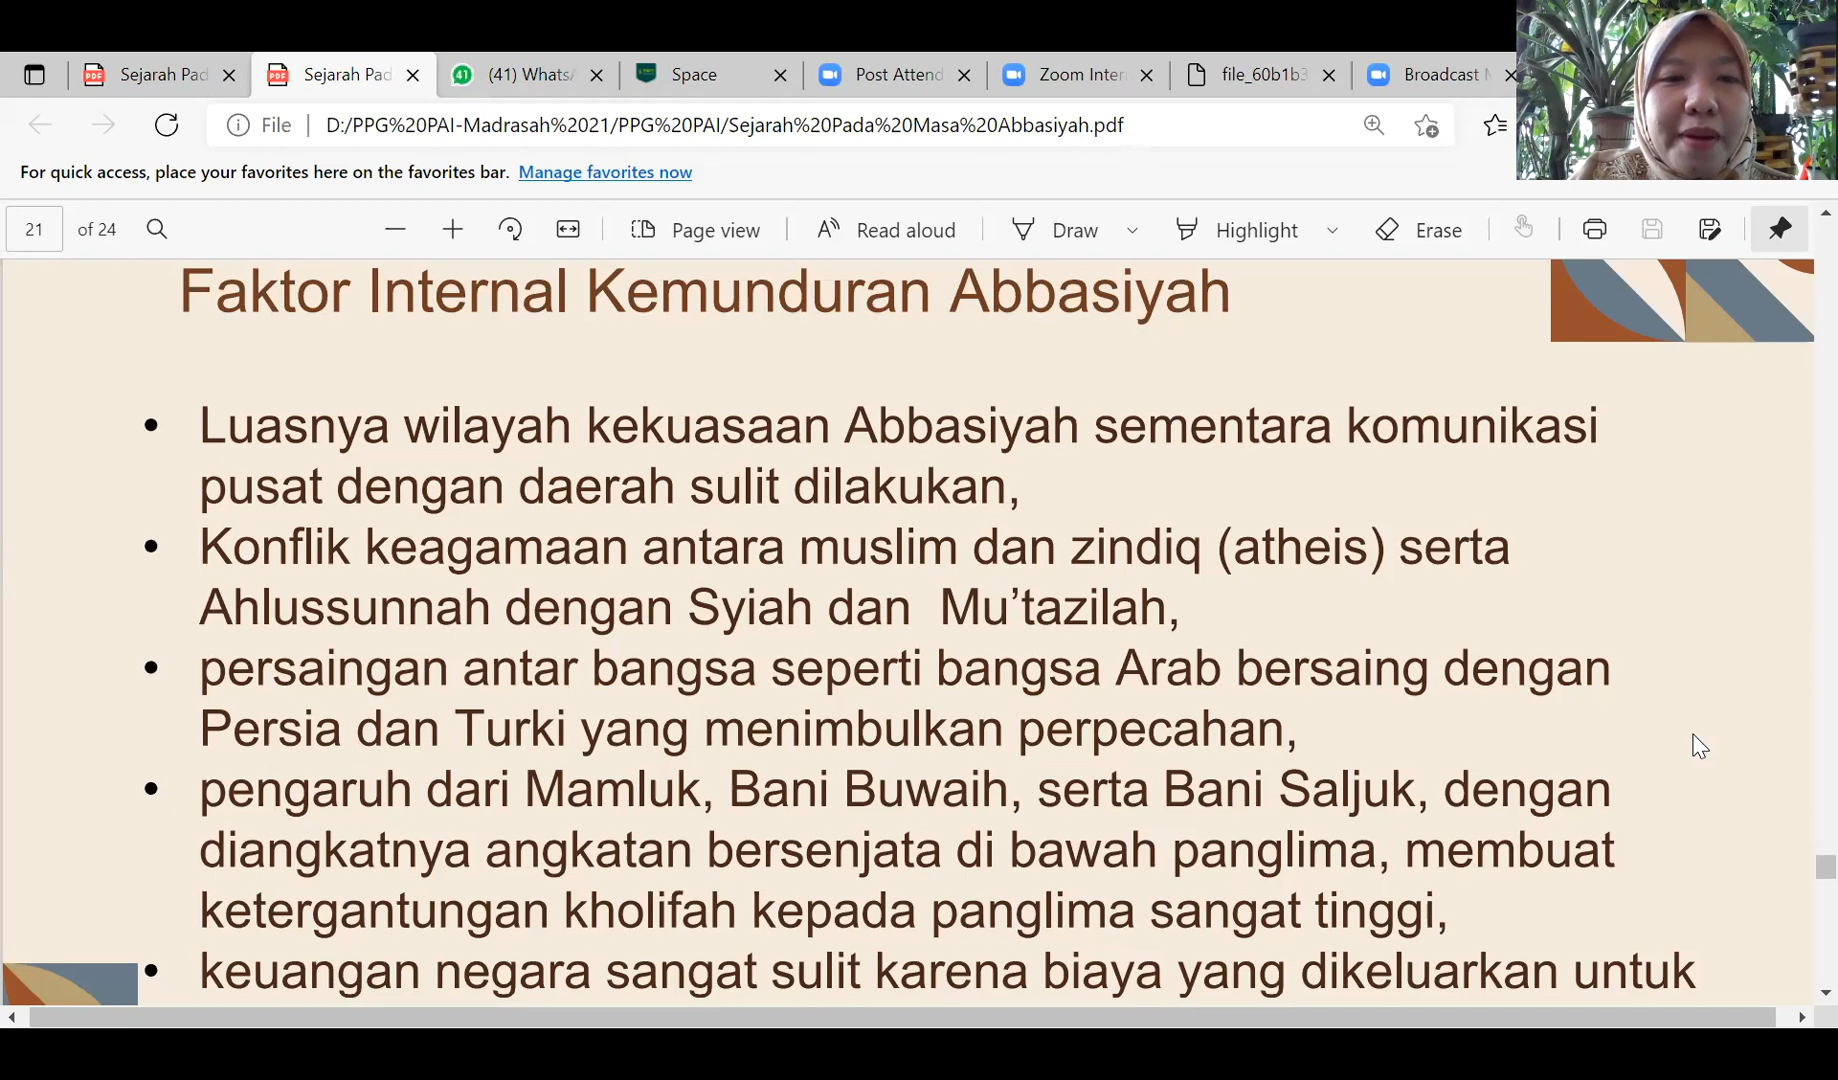 Sejarah Pad
Sejarah Pad
41
(41) Whats
Space
Post Attend
Zoom Inter
file_60b1b3
Broadcast
File
D:/PPG%20PAI-Madrasah%2021/PPG%20PAI/Sejarah%20Pada%20Masa%20Abbasiyah.pdf
For quick access, place your favorites here on the favorites bar. Manage favorites now
21 of 24
Page view
Read aloud
Draw
Highlight
Erase
Faktor Internal Kemunduran Abbasiyah
• Luasnya wilayah kekuasaan Abbasiyah sementara komunikasi
pusat dengan daerah sulit dilakukan,
• Konflik keagamaan antara muslim dan zindiq (atheis) serta
Ahlussunnah dengan Syiah dan Mu’tazilah,
• persaingan antar bangsa seperti bangsa Arab bersaing dengan
Persia dan Turki yang menimbulkan perpecahan,
• pengaruh dari Mamluk, Bani Buwaih, serta Bani Saljuk, dengan
diangkatnya angkatan bersenjata di bawah panglima, membuat
ketergantungan kholifah kepada panglima sangat tinggi,
• keuangan negara sangat sulit karena biaya yang dikeluarkan untuk